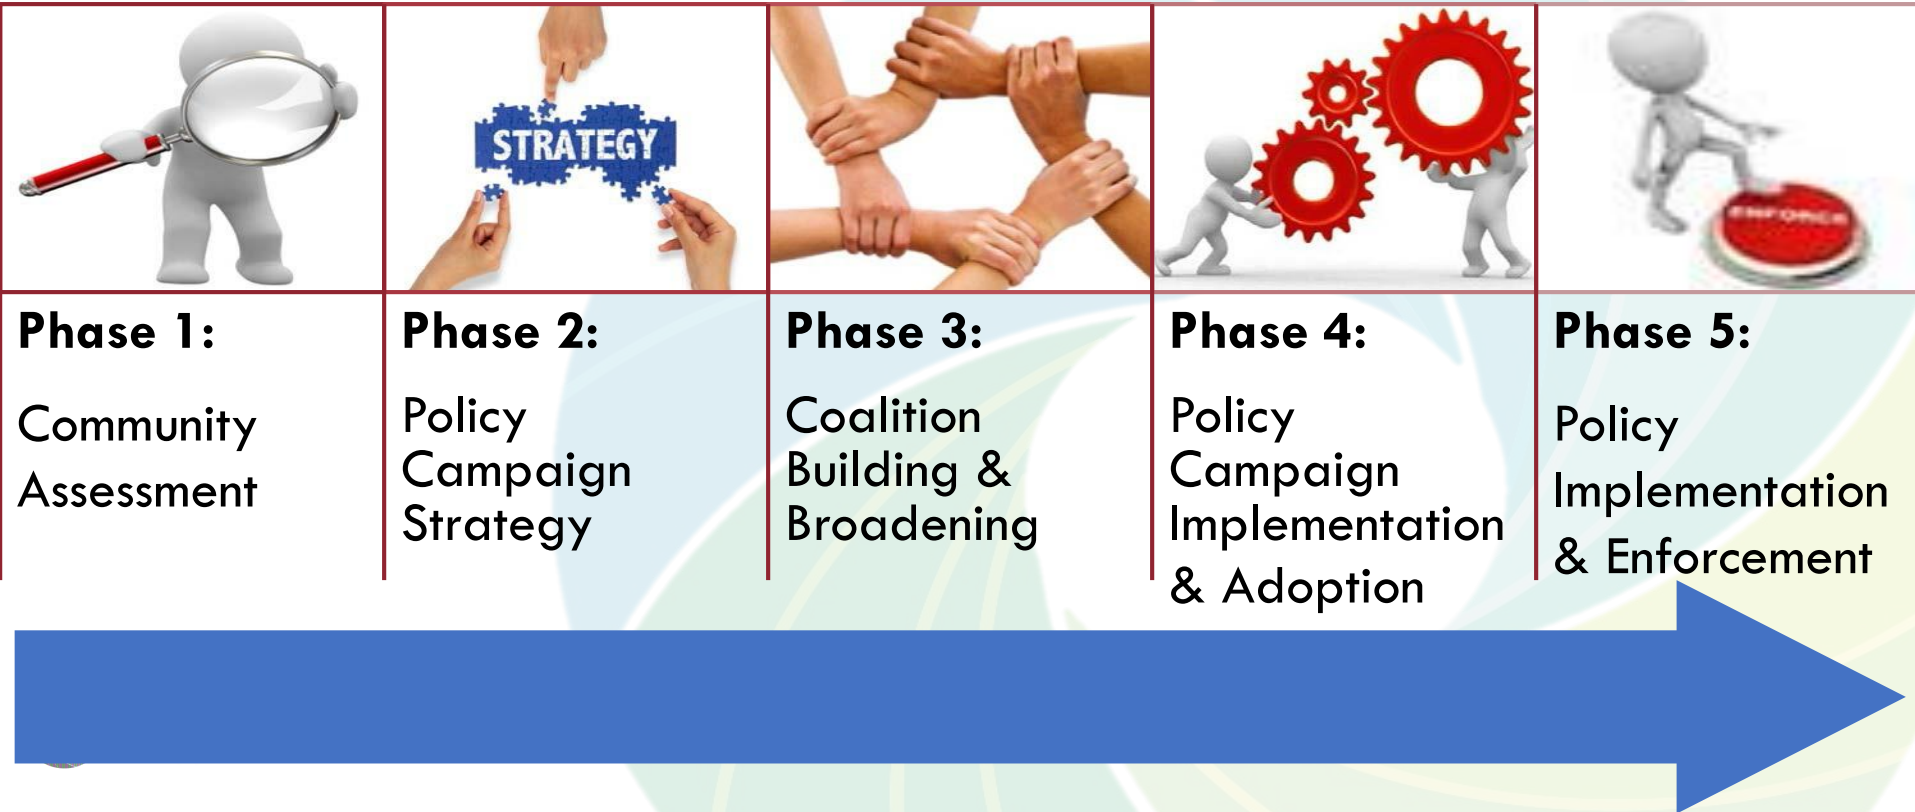 STRATEGY
ENFORCE
Phase 1:
Community
Assessment
Phase 2:
Policy
Campaign
Strategy
Phase 3:
Coalition
Building &
Broadening
Phase 4:
Policy
Campaign
Implementation
& Adoption
Phase 5:
Policy
Implementation
& Enforcement